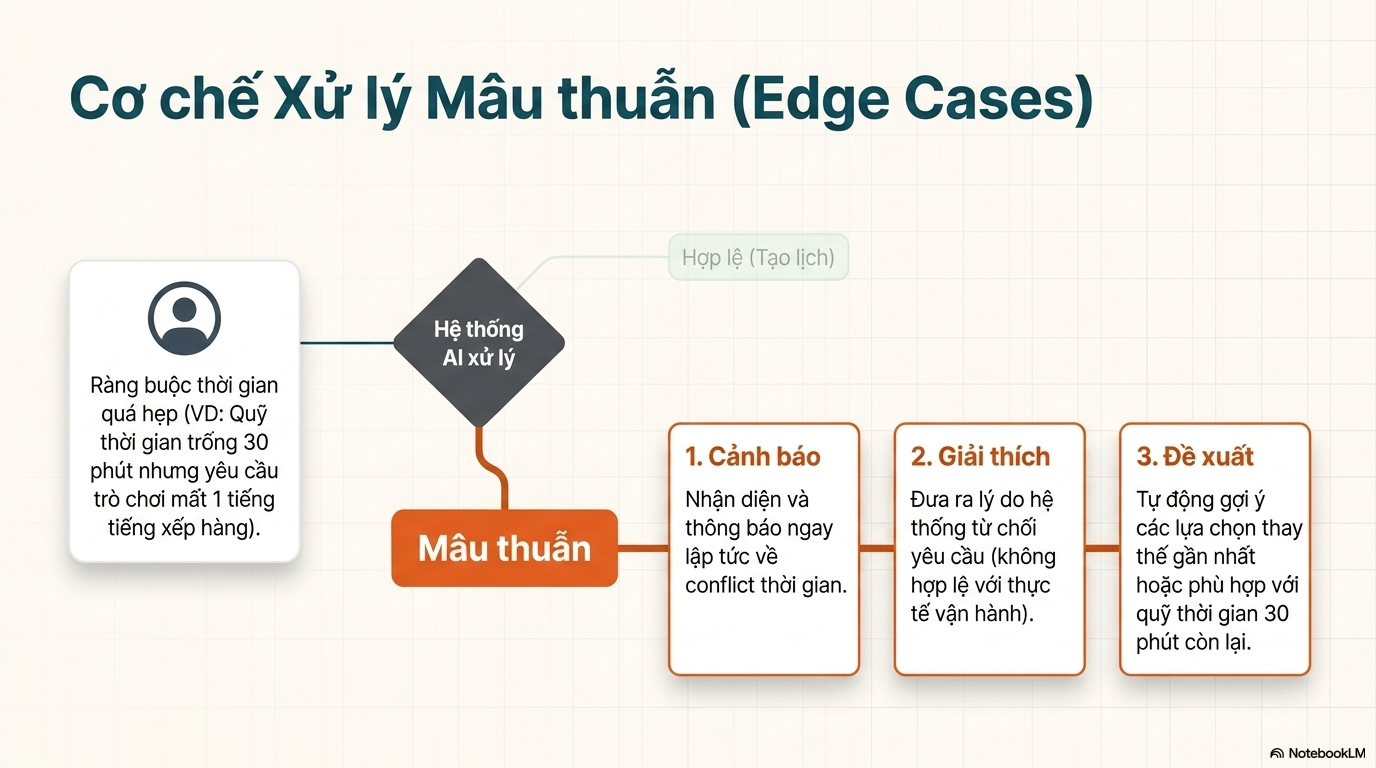 Cơ chế Xử lý Mâu thuẫn (Edge Cases)
Hợp lệ (Tạo lịch)
Hệ thống
AI xử lý
Ràng buộc thời gian
quá hẹp (VD: Quỹ
thời gian trống 30
phút nhưng yêu cầu
trò chơi mất 1 tiếng
tiếng xếp hàng).
Mâu thuẫn
1. Cảnh báo
Nhận diện và
thông báo ngay
lập tức về
conflict thời gian.
2. Giải thích
Đưa ra lý do hệ
thống từ chối
yêu cầu (không
hợp lệ với thực
tế vận hành).
3. Đề xuất
Tự động gợi ý
các lựa chọn thay
thế gần nhất
hoặc phù hợp với
quỹ thời gian 30
phút còn lại.
NotebookLM